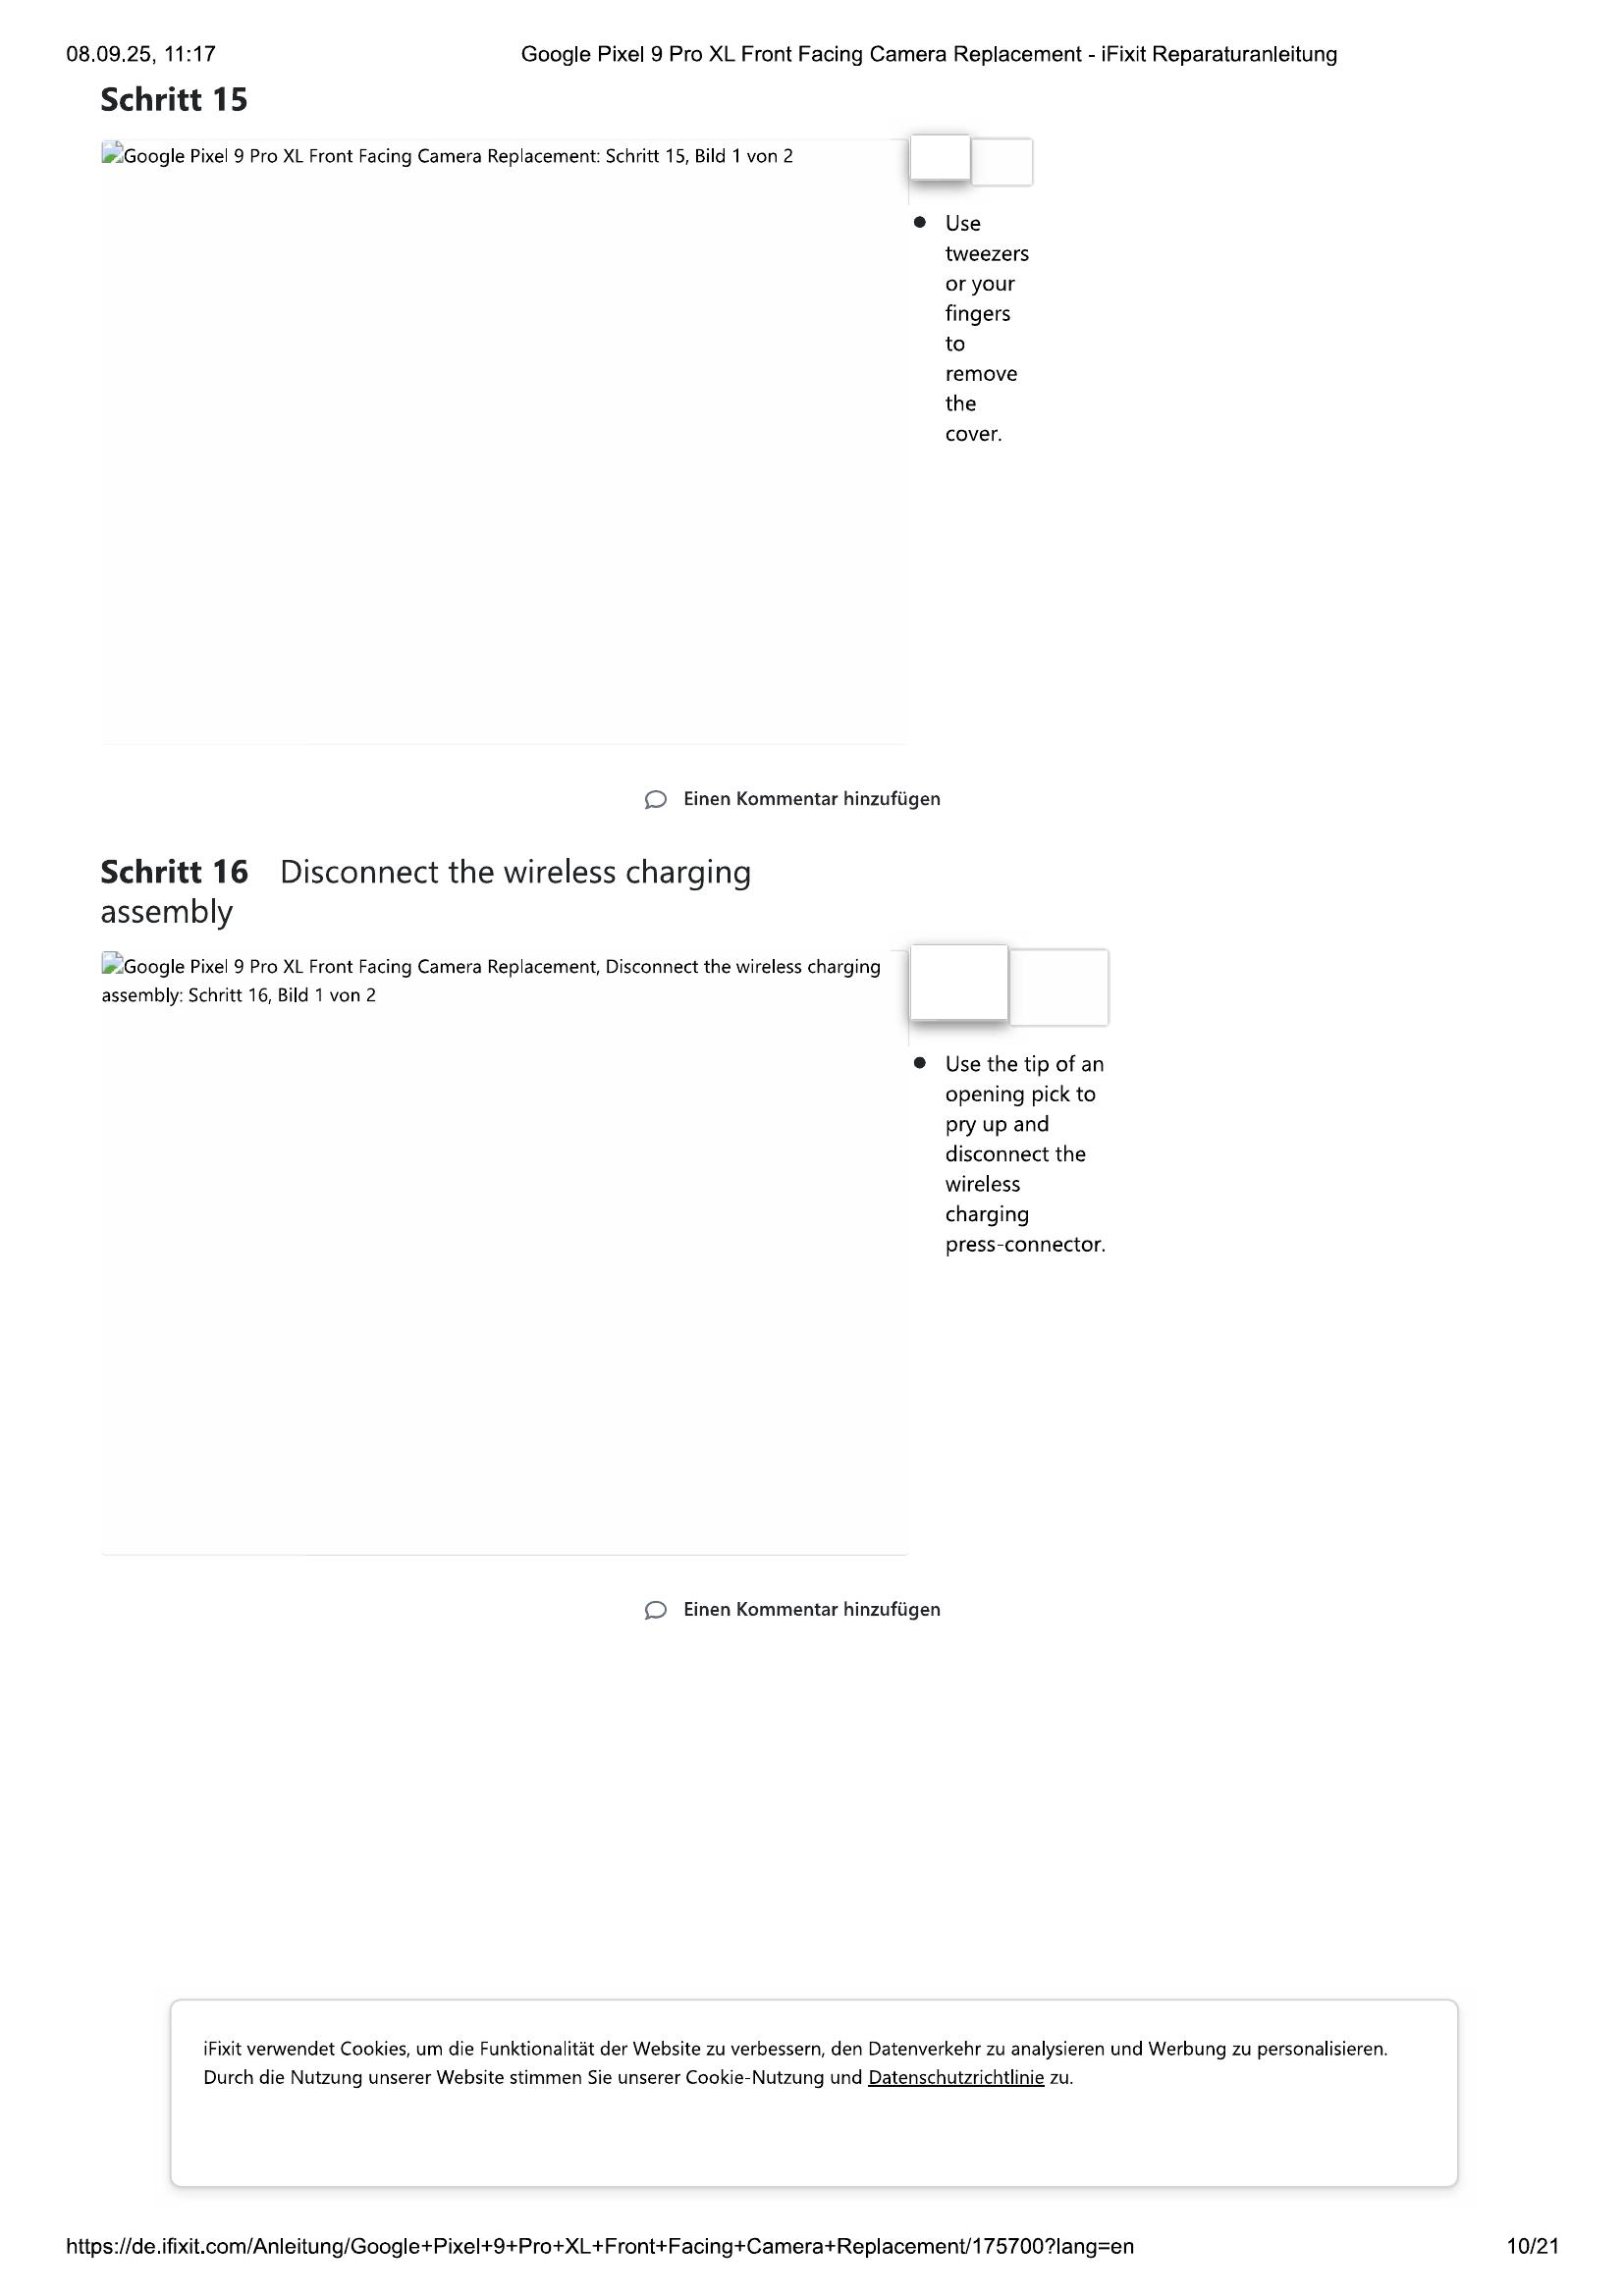 08.09.25, 11:17 Google Pixel 9 Pro XL Front Facing Camera Replacement - iFixit Reparaturanleitung
Schritt 15
Google Pixel 9 Pro XL Front Facing Camera Replacement: Schritt 15, Bild 1 von 2
Use
tweezers
or your
fingers
to
remove
the
cover.
Einen Kommentar hinzufügen
Schritt 16 Disconnect the wireless charging
assembly
Google Pixel 9 Pro XL Front Facing Camera Replacement, Disconnect the wireless charging
assembly: Schritt 16, Bild 1 von 2
Use the tip of an
opening pick to
pry up and
disconnect the
wireless
charging
press-connector.
Einen Kommentar hinzufügen
iFixit verwendet Cookies, um die Funktionalität der Website zu verbessern, den Datenverkehr zu analysieren und Werbung zu personalisieren.
Durch die Nutzung unserer Website stimmen Sie unserer Cookie-Nutzung und Datenschutzrichtlinie zu.
https://de.ifixit.com/Anleitung/Google+Pixel+9+Pro+XL+Front+Facing+Camera+Replacement/175700?lang=en 10/21